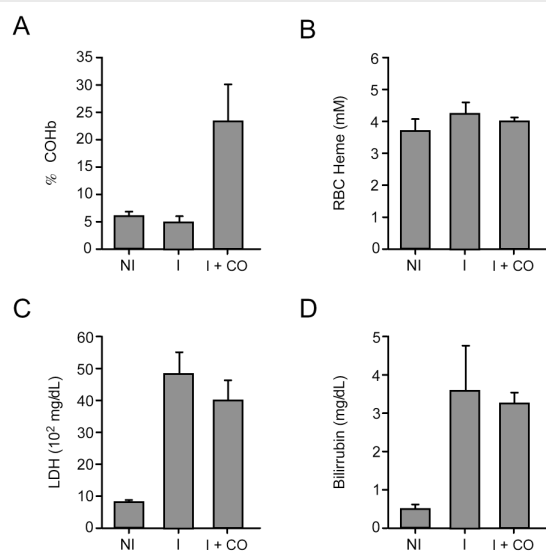 A
% COHb
35
30
25
20
15
10
5
0
NI I I + CO
B
RBC Heme (mM)
6
5
4
3
2
1
0
NI I I + CO
C
LDH (10² mg/dL)
60
50
40
30
20
10
0
NI I I + CO
D
Bilirrubin (mg/dL)
5
4
3
2
1
0
NI I I + CO